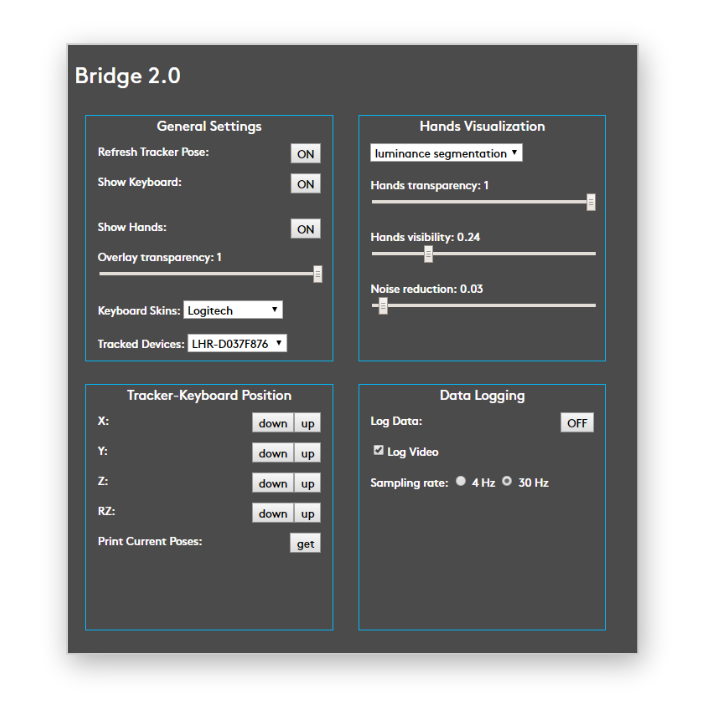 Bridge 2.0
General Settings
Refresh Tracker Pose: ON
Show Keyboard: ON
Show Hands: ON
Overlay transparency: 1
Keyboard Skins: Logitech
Tracked Devices: LHR-D037F876
Hands Visualization
luminance segmentation
Hands transparency: 1
Hands visibility: 0.24
Noise reduction: 0.03
Tracker-Keyboard Position
X: down up
Y: down up
Z: down up
RZ: down up
Print Current Poses: get
Data Logging
Log Data: OFF
Log Video
Sampling rate: 4 Hz 30 Hz